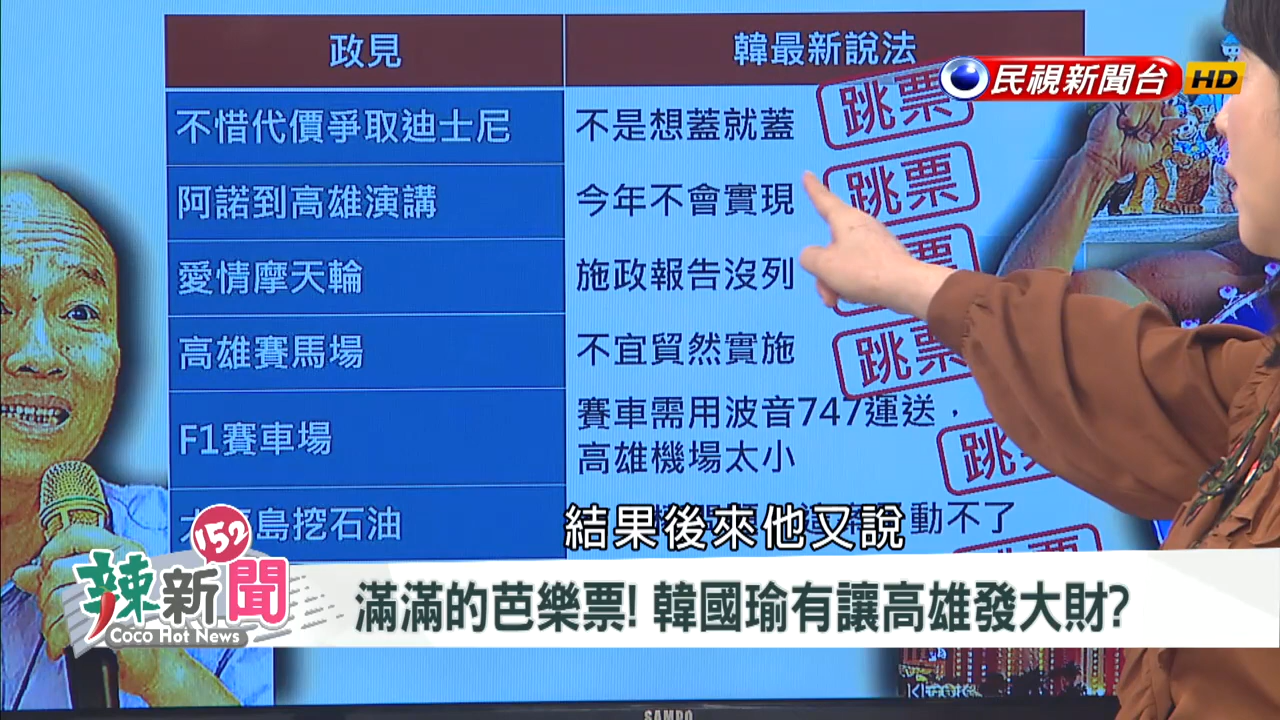 政見
韓最新說法
民視新聞台 HD
不惜代價爭取迪士尼
不是想蓋就蓋
跳票
阿諾到高雄演講
今年不會實現
跳票
愛情摩天輪
施政報告沒列
高雄賽馬場
不宜貿然實施
跳票
F1賽車場
賽車需用波音747運送，
高雄機場太小
跳
島挖石油
動不了
結果後來他又說
152
辣新聞
Coco Hot News
滿滿的芭樂票! 韓國瑜有讓高雄發大財?
SAMPO